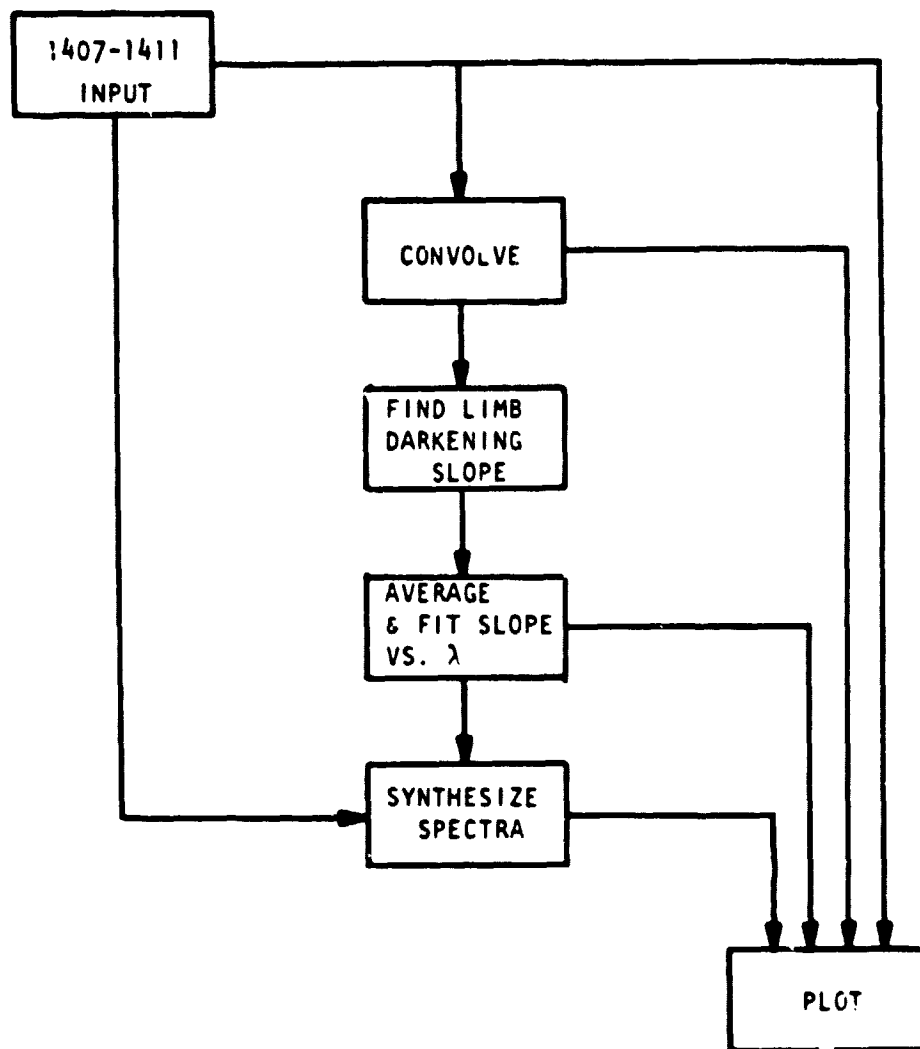 1407-1411
INPUT
CONVOLVE
FIND LIMB
DARKENING
SLOPE
AVERAGE
& FIT SLOPE
VS. λ
SYNTHESIZE
SPECTRA
PLOT